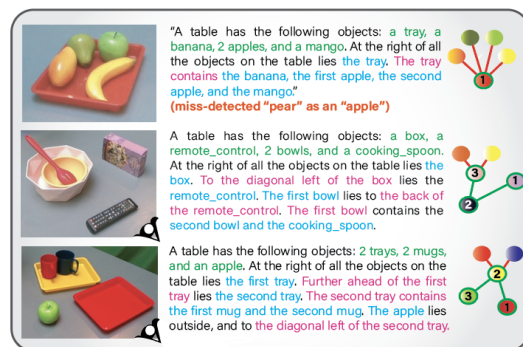 “A table has the following objects: a tray, a
banana, 2 apples, and a mango. At the right of all
the objects on the table lies the tray. The tray
contains the banana, the first apple, the second
apple, and the mango.”
(miss-detected “pear” as an “apple”)
1
A table has the following objects: a box, a
remote_control, 2 bowls, and a cooking_spoon.
At the right of all the objects on the table lies the
box. To the diagonal left of the box lies the
remote_control. The first bowl lies to the back of
the remote_control. The first bowl contains the
second bowl and the cooking_spoon.
3
1
2
A table has the following objects: 2 trays, 2 mugs,
and an apple. At the right of all the objects on the
table lies the first tray. Further ahead of the first
tray lies the second tray. The second tray contains
the first mug and the second mug. The apple lies
outside, and to the diagonal left of the second tray.
2
3
1